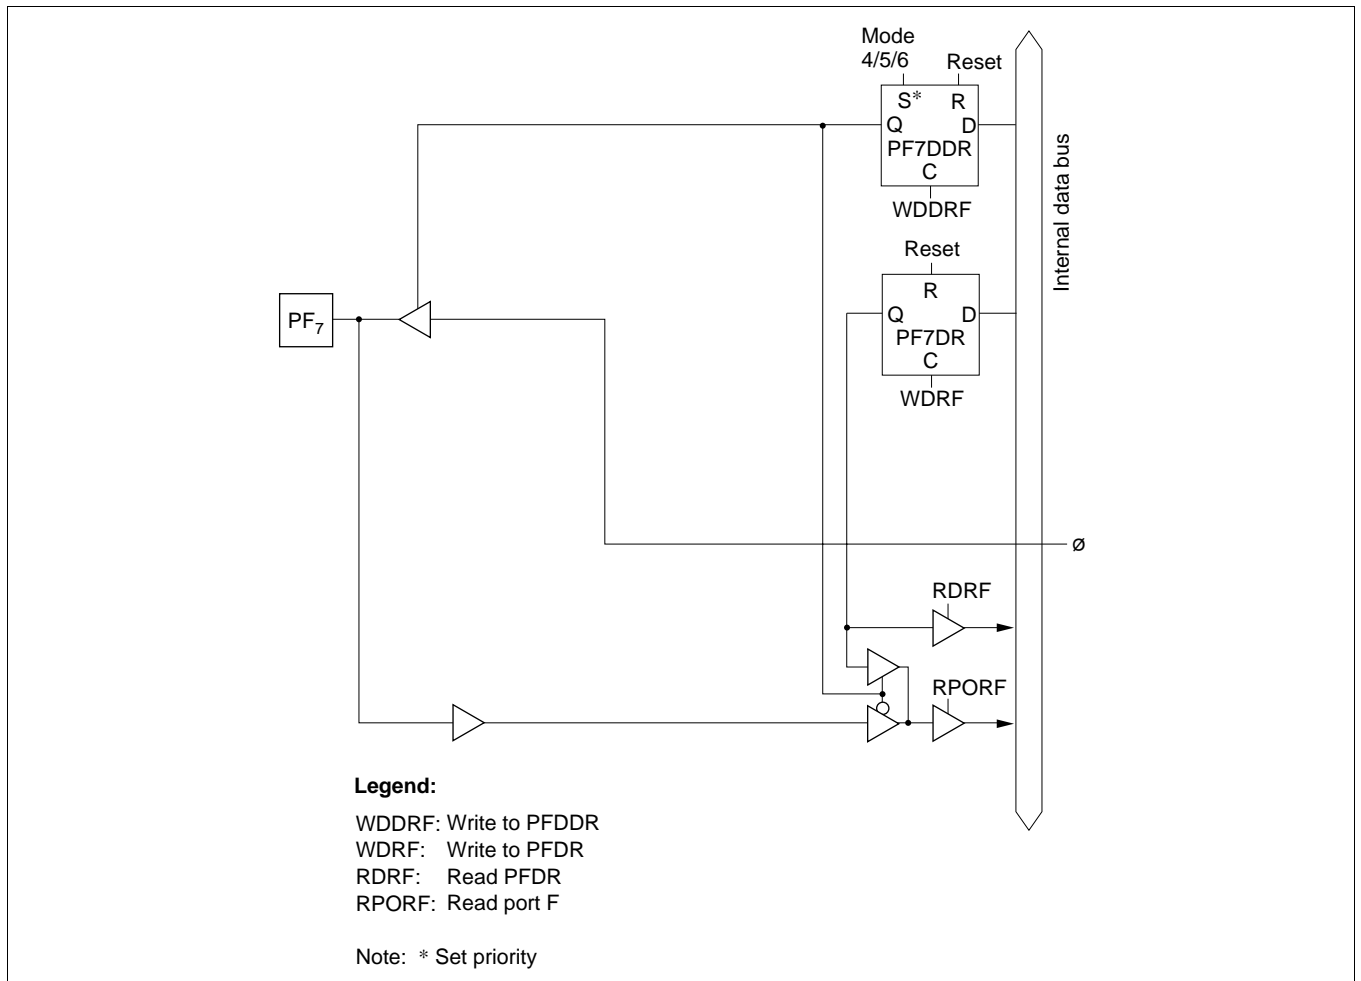 Mode
4/5/6
Reset
S* R
Q D
PF7DDR
C
WDDRF
Internal data bus
Reset
R
PF7
Q D
PF7DR
C
WDRF
ø
RDRF
RPORF
Legend:
WDDRF: Write to PFDDR
WDRF: Write to PFDR
RDRF: Read PFDR
RPORF: Read port F
Note: * Set priority